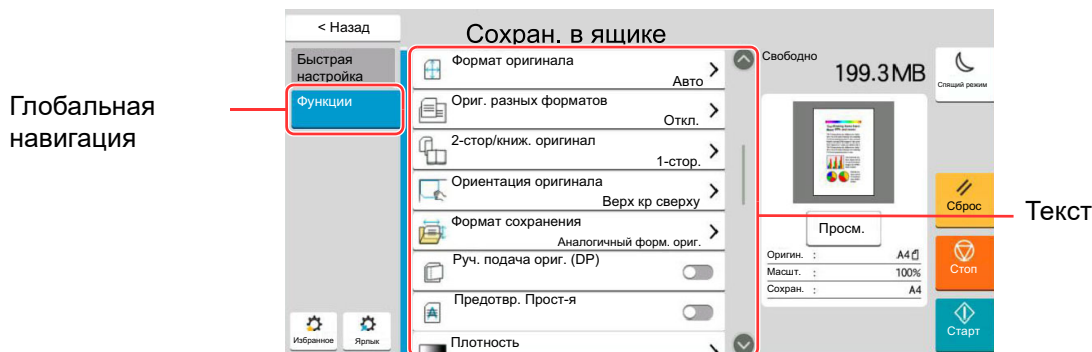 < Назад
Сохран. в ящике
Быстрая
настройка
Функции
Глобальная
навигация
Формат оригинала
Авто
Ориг. разных форматов
Откл.
2-стор/книж. оригинал
1-стор.
Ориентация оригинала
Верх кр сверху
Формат сохранения
Аналогичный форм. ориг.
Руч. подача ориг. (DP)
Предотвр. Прост-я
Плотность
Избранное
Ярлык
Свободно
199.3MB
Просм.
Оригин. : A4
Масшт. : 100%
Сохран. : A4
Спящий режим
Сброс
Стоп
Старт
Текст